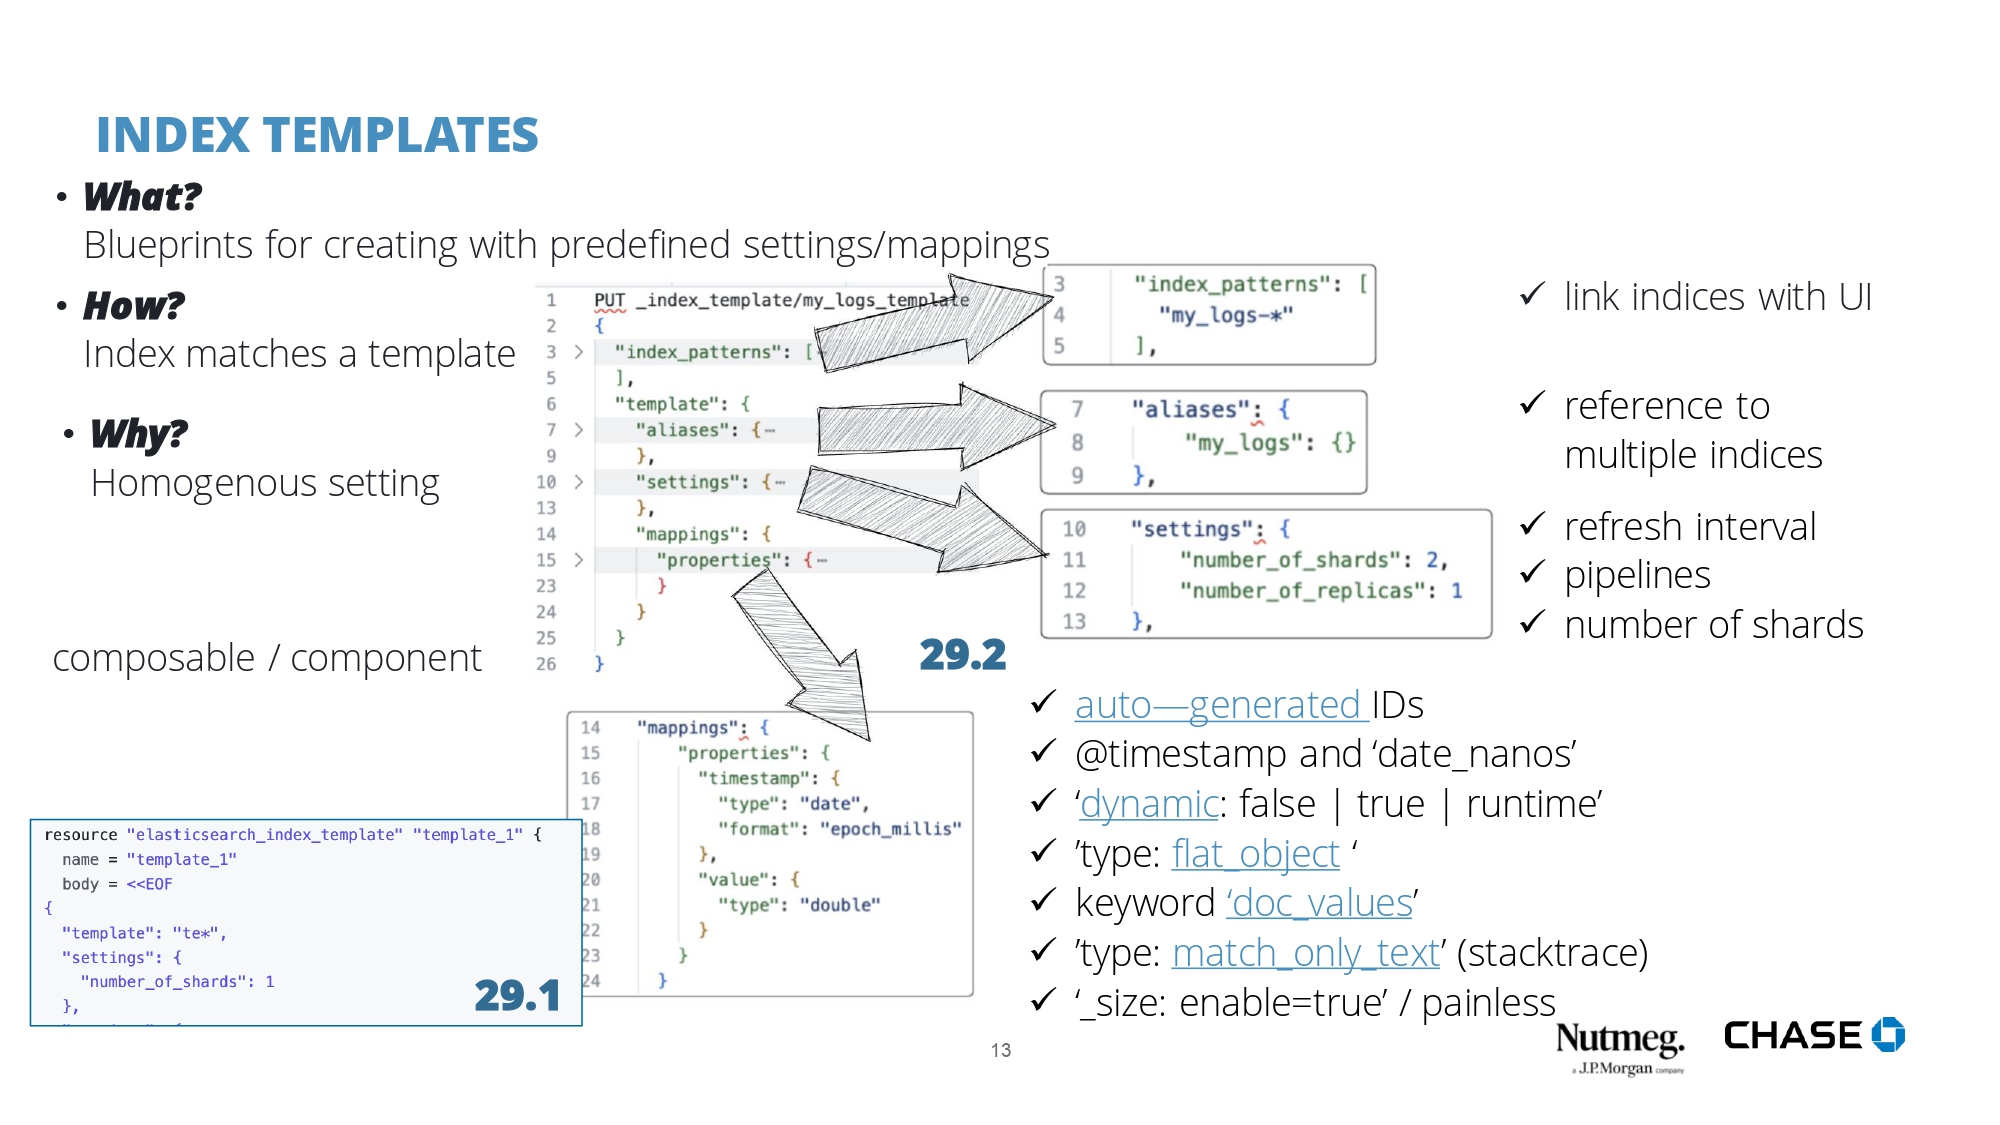 INDEX TEMPLATES
• What?
Blueprints for creating with predefined settings/mappings
• How?
Index matches a template
• Why?
Homogenous setting
composable / component
1 PUT _index_template/my_logs_template
2 {
3 > "index_patterns": [⋯
5 ],
6 "template": {
7 > "aliases": {⋯
9 },
10 > "settings": {⋯
13 },
14 "mappings": {
15 > "properties": {⋯
23 }
24 }
25 }
26 }
29.2
3 "index_patterns": [
4 "my_logs-*"
5 ],
✓ link indices with UI
7 "aliases": {
8 "my_logs": {}
9 },
✓ reference to
multiple indices
10 "settings": {
11 "number_of_shards": 2,
12 "number_of_replicas": 1
13 },
✓ refresh interval
✓ pipelines
✓ number of shards
14 "mappings": {
15 "properties": {
16 "timestamp": {
17 "type": "date",
18 "format": "epoch_millis"
19 },
20 "value": {
21 "type": "double"
22 }
23 }
24 }
resource "elasticsearch_index_template" "template_1" {
name = "template_1"
body = <<EOF
{
"template": "te*",
"settings": {
"number_of_shards": 1
},
29.1
✓ auto—generated IDs
✓ @timestamp and ‘date_nanos’
✓ ‘dynamic: false | true | runtime’
✓ ’type: flat_object ‘
✓ keyword ‘doc_values’
✓ ’type: match_only_text’ (stacktrace)
✓ ‘_size: enable=true’ / painless
13
Nutmeg.
a J.P.Morgan company
CHASE